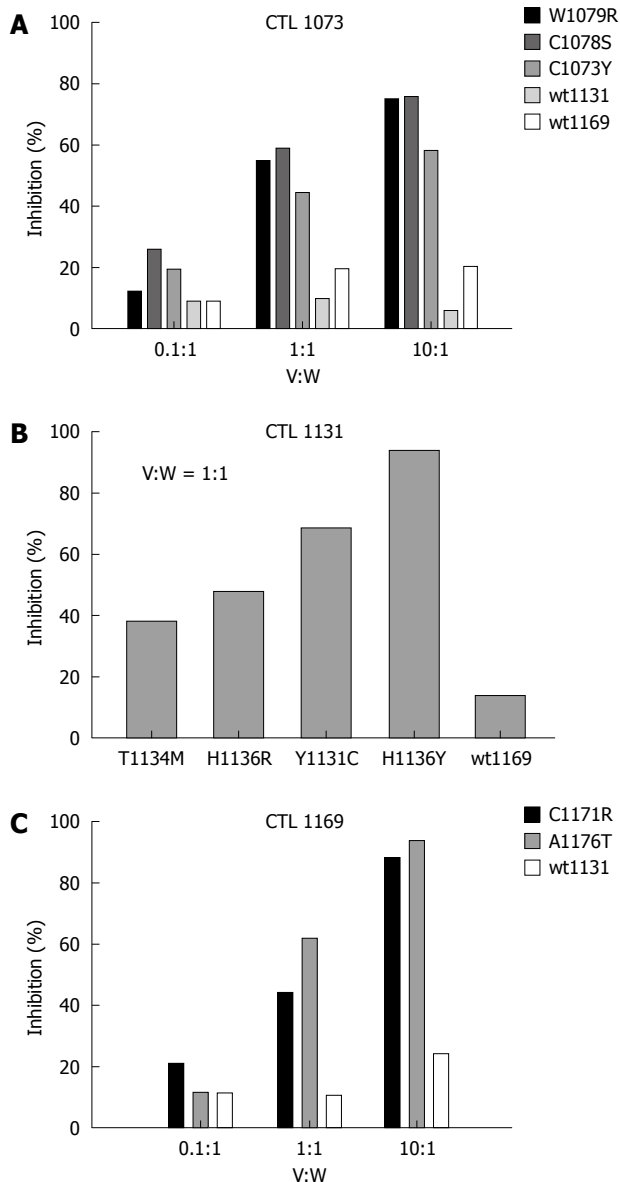 A
CTL 1073
W1079R
C1078S
C1073Y
wt1131
wt1169
Inhibition (%)
100
80
60
40
20
0
0.1:1 1:1 10:1
V:W
B
CTL 1131
V:W = 1:1
Inhibition (%)
100
80
60
40
20
0
T1134M H1136R Y1131C H1136Y wt1169
C
CTL 1169
C1171R
A1176T
wt1131
Inhibition (%)
100
80
60
40
20
0
0.1:1 1:1 10:1
V:W